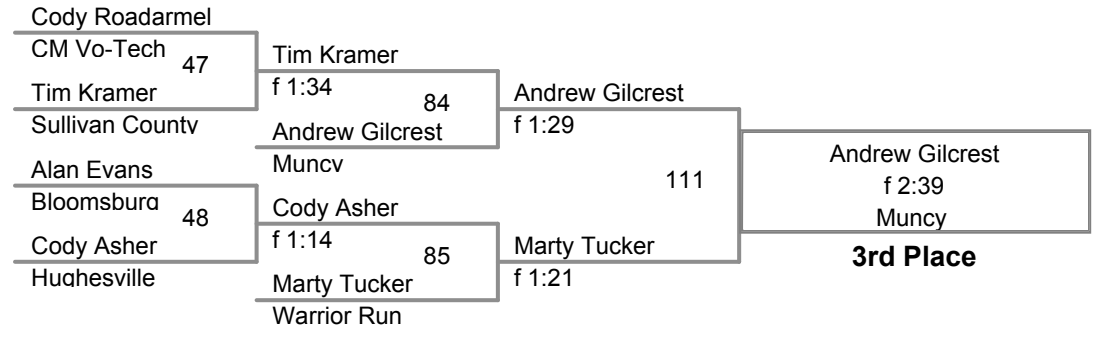 Cody Roadarmel
CM Vo-Tech
47
Tim Kramer
Sullivan County
Tim Kramer
f 1:34
84
Andrew Gilcrest
Muncy
Andrew Gilcrest
f 1:29
Alan Evans
Bloomsburg
48
Cody Asher
Hughesville
Cody Asher
f 1:14
85
Marty Tucker
Warrior Run
Marty Tucker
f 1:21
111
Andrew Gilcrest
f 2:39
Muncy
3rd Place